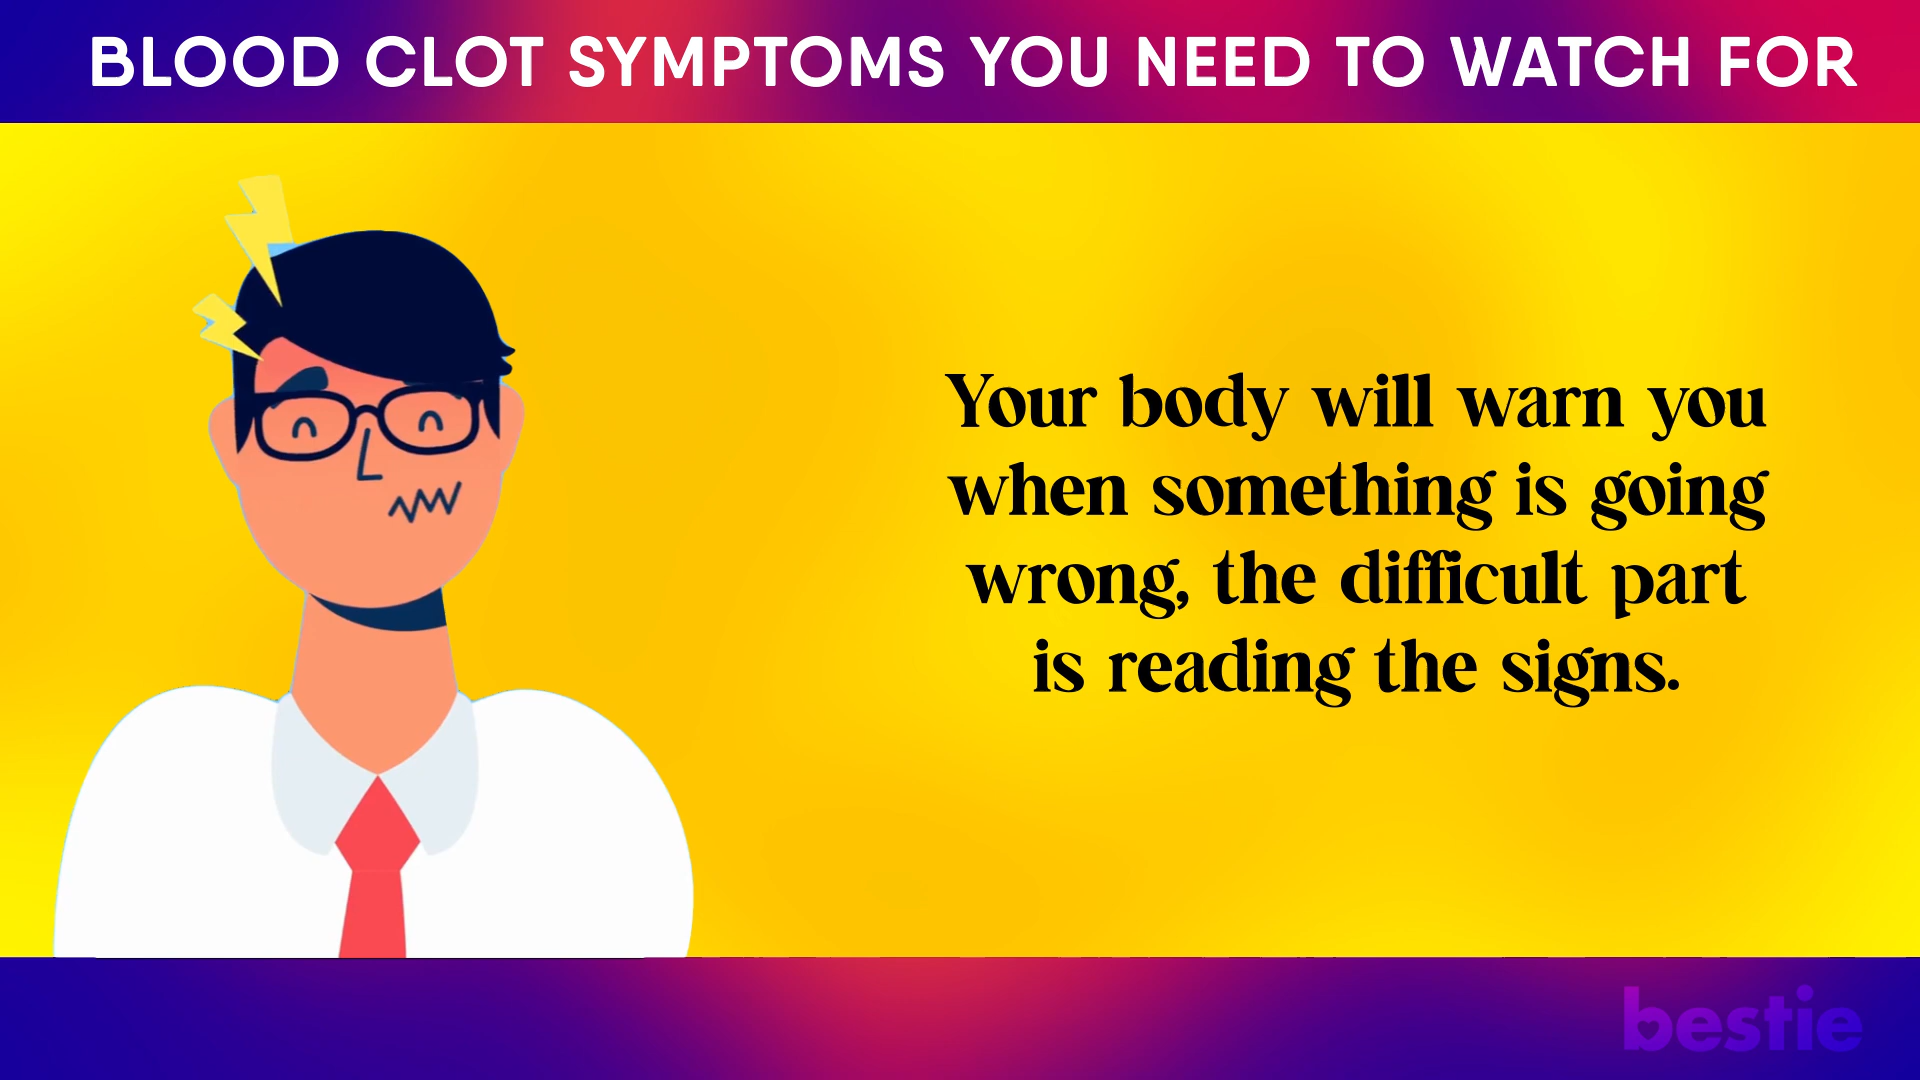 BLOOD CLOT SYMPTOMS YOU NEED TO WATCH FOR
Your body will warn you
when something is going
wrong, the difficult part
is reading the signs.
bestie